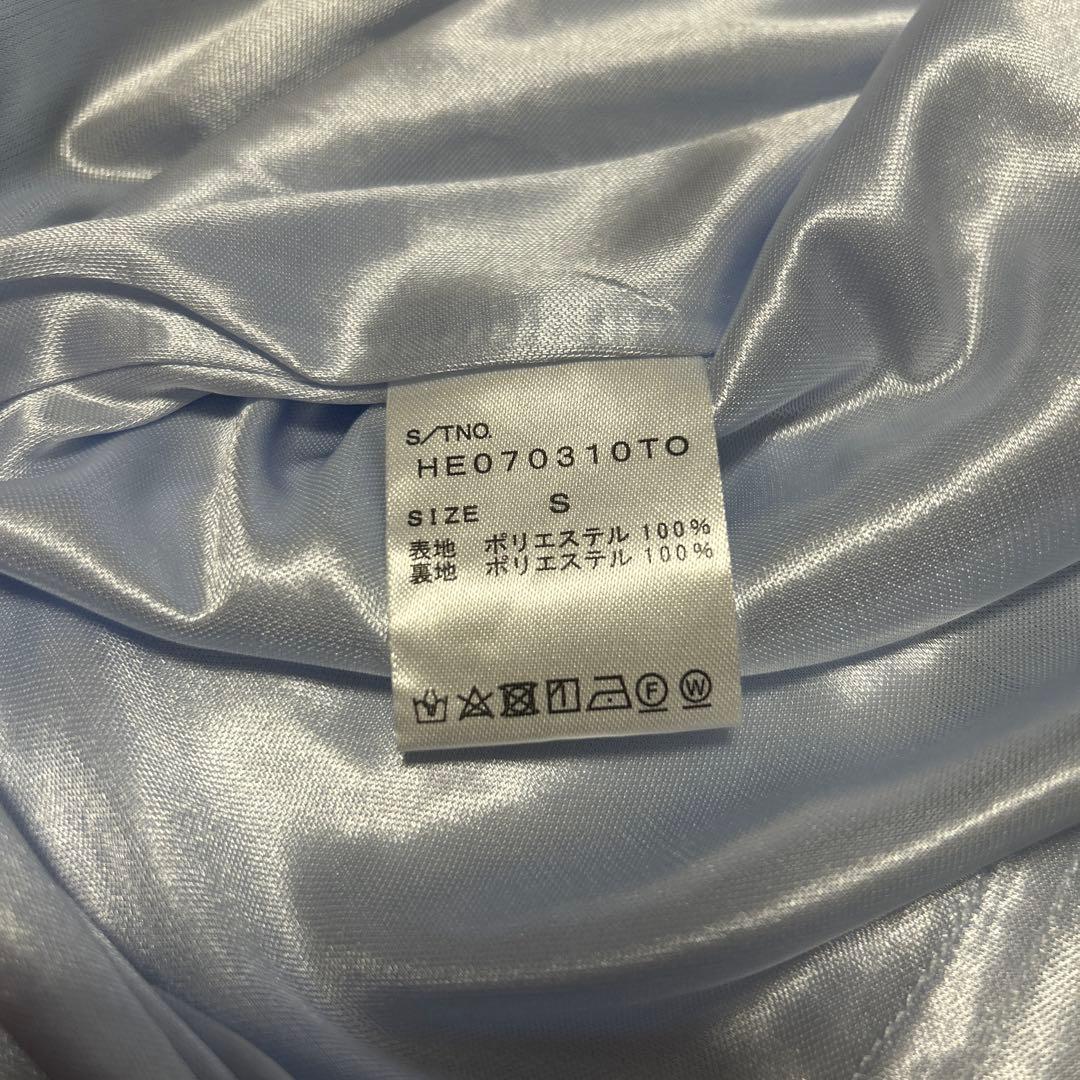 S/TNO.
HE070310TO
SIZE S
表地 ポリエステル 100%
裏地 ポリエステル 100%
F W